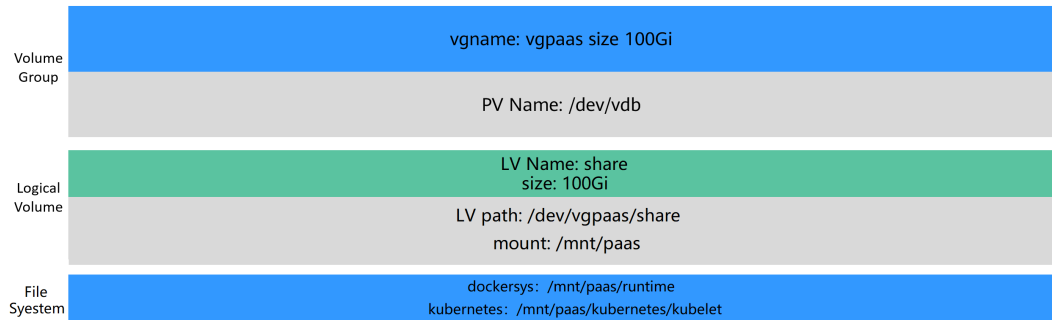 Volume
Group
vgname: vgpaas size 100Gi
PV Name: /dev/vdb
Logical
Volume
LV Name: share
size: 100Gi
LV path: /dev/vgpaas/share
mount: /mnt/paas
File
Syestem
dockersys：/mnt/paas/runtime
kubernetes：/mnt/paas/kubernetes/kubelet